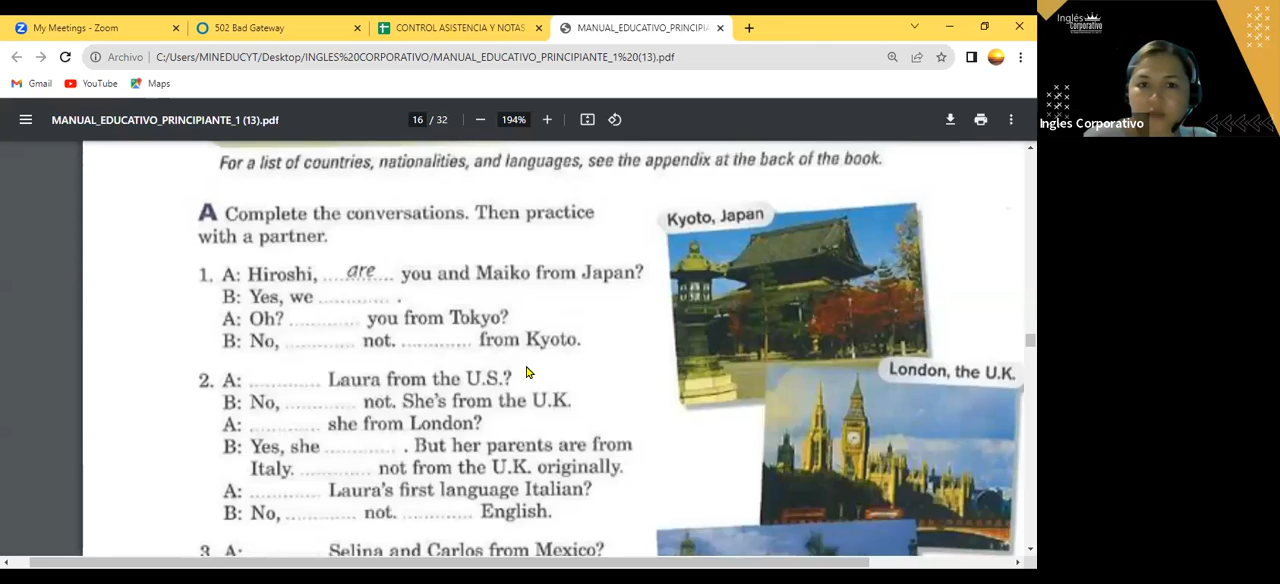 My Meetings - Zoom
502 Bad Gateway
CONTROL ASISTENCIA Y NOTAS
MANUAL_EDUCATIVO_PRINCIPIANTE_
Archivo
C:/Users/MINEDUCYT/Desktop/INGLES%20CORPORATIVO/MANUAL_EDUCATIVO_PRINCIPIANTE_1%20(13).pdf
Gmail
YouTube
Maps
MANUAL_EDUCATIVO_PRINCIPIANTE_1 (13).pdf
16 / 32
194%
Inglés
Corporativo
Ingles Corporativo
For a list of countries, nationalities, and languages, see the appendix at the back of the book.
A Complete the conversations. Then practice
with a partner.
1. A: Hiroshi, ....are.... you and Maiko from Japan?
B: Yes, we ............ .
A: Oh? ............ you from Tokyo?
B: No, ............ not. ............ from Kyoto.
2. A: ............ Laura from the U.S.?
B: No, ............ not. She's from the U.K.
A: ............ she from London?
B: Yes, she ............ . But her parents are from
Italy. ............ not from the U.K. originally.
A: ............ Laura's first language Italian?
B: No, ............ not. ............ English.
3. A: ............ Selina and Carlos from Mexico?
Kyoto, Japan
London, the U.K.